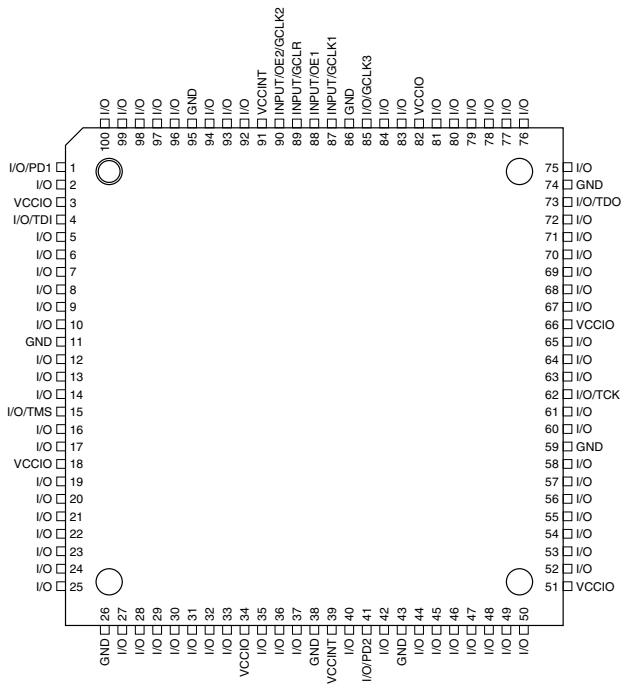 I/O/PD1 1
I/O 2
VCCIO 3
I/O/TDI 4
I/O 5
I/O 6
I/O 7
I/O 8
I/O 9
I/O 10
GND 11
I/O 12
I/O 13
I/O 14
I/O/TMS 15
I/O 16
I/O 17
VCCIO 18
I/O 19
I/O 20
I/O 21
I/O 22
I/O 23
I/O 24
I/O 25
GND 26
I/O 27
I/O 28
I/O 29
I/O 30
I/O 31
I/O 32
I/O 33
VCCIO 34
I/O 35
I/O 36
I/O 37
GND 38
VCCINT 39
I/O 40
I/O/PD2 41
I/O 42
GND 43
I/O 44
I/O 45
I/O 46
I/O 47
I/O 48
I/O 49
I/O 50
100 I/O
99 I/O
98 I/O
97 I/O
96 I/O
95 GND
94 I/O
93 I/O
92 I/O
91 VCCINT
90 INPUT/OE2/GCLK2
89 INPUT/GCLR
88 INPUT/OE1
87 INPUT/GCLK1
86 GND
85 I/O/GCLK3
84 I/O
83 I/O
82 VCCIO
81 I/O
80 I/O
79 I/O
78 I/O
77 I/O
76 I/O
75 I/O
74 GND
73 I/O/TDO
72 I/O
71 I/O
70 I/O
69 I/O
68 I/O
67 I/O
66 VCCIO
65 I/O
64 I/O
63 I/O
62 I/O/TCK
61 I/O
60 I/O
59 GND
58 I/O
57 I/O
56 I/O
55 I/O
54 I/O
53 I/O
52 I/O
51 VCCIO